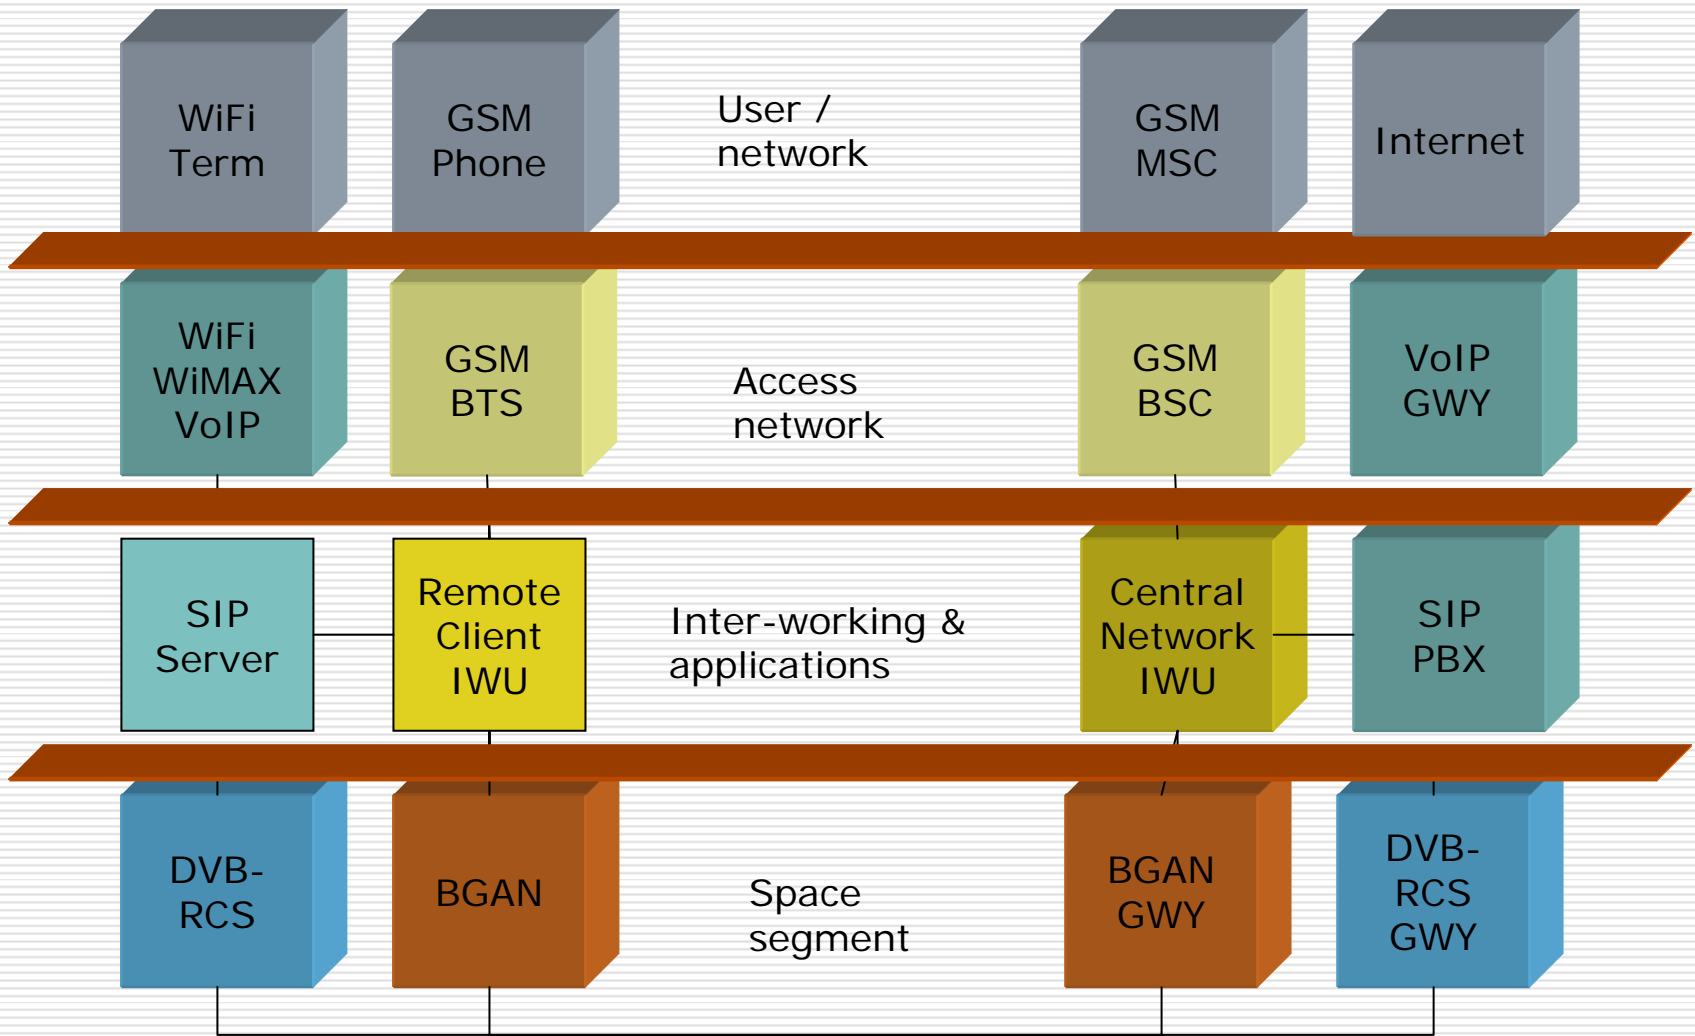 WiFi
Term
GSM
Phone
User /
network
GSM
MSC
Internet
WiFi
WiMAX
VoIP
GSM
BTS
Access
network
GSM
BSC
VoIP
GWY
SIP
Server
Remote
Client
IWU
Inter-working &
applications
Central
Network
IWU
SIP
PBX
DVB-
RCS
BGAN
Space
segment
BGAN
GWY
DVB-
RCS
GWY